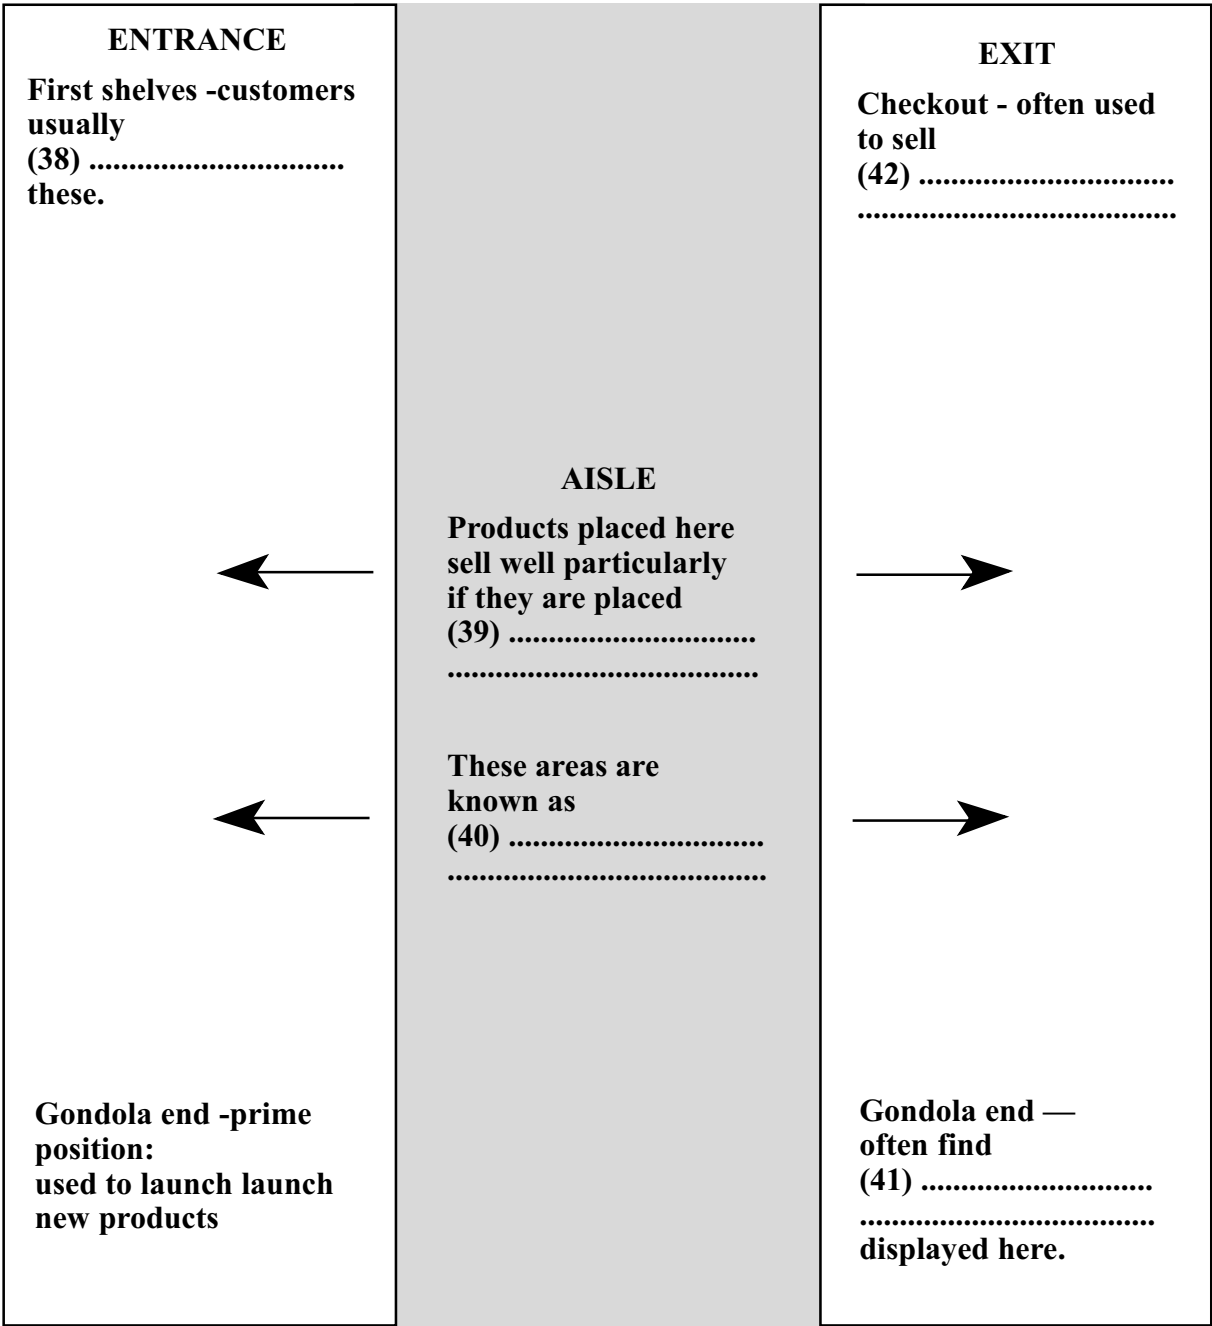 ENTRANCE
First shelves -customers
usually
(38) ................................
these.
AISLE
Products placed here
sell well particularly
if they are placed
(39) ...............................
.......................................
These areas are
known as
(40) ................................
........................................
Gondola end -prime
position:
used to launch launch
new products
EXIT
Checkout - often used
to sell
(42) ................................
........................................
Gondola end —
often find
(41) .............................
.....................................
displayed here.